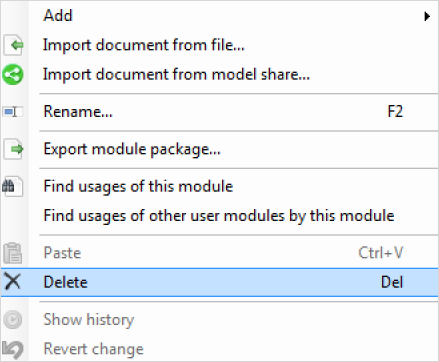 Add
Import document from file...
Import document from model share...
Rename... F2
Export module package...
Find usages of this module
Find usages of other user modules by this module
Paste Ctrl+V
Delete Del
Show history
Revert change